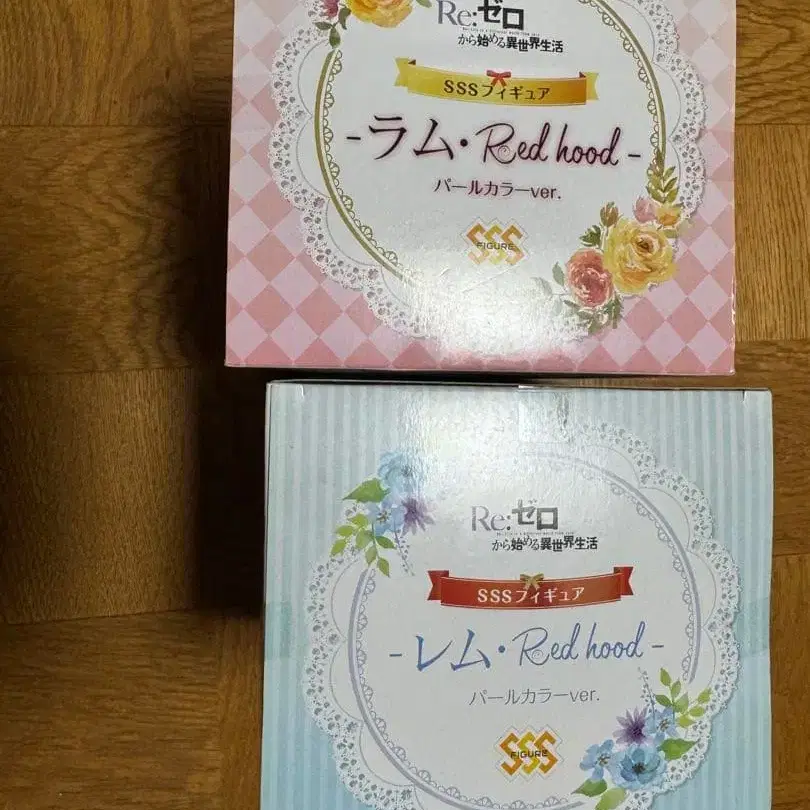 Re:ゼロ
から始める異世界生活
SSSフィギュア
-ラム・Red hood-
パールカラーver.
SSS
FIGURE
Re:ゼロ
から始める異世界生活
SSSフィギュア
-レム・Red hood-
パールカラーver.
SSS
FIGURE